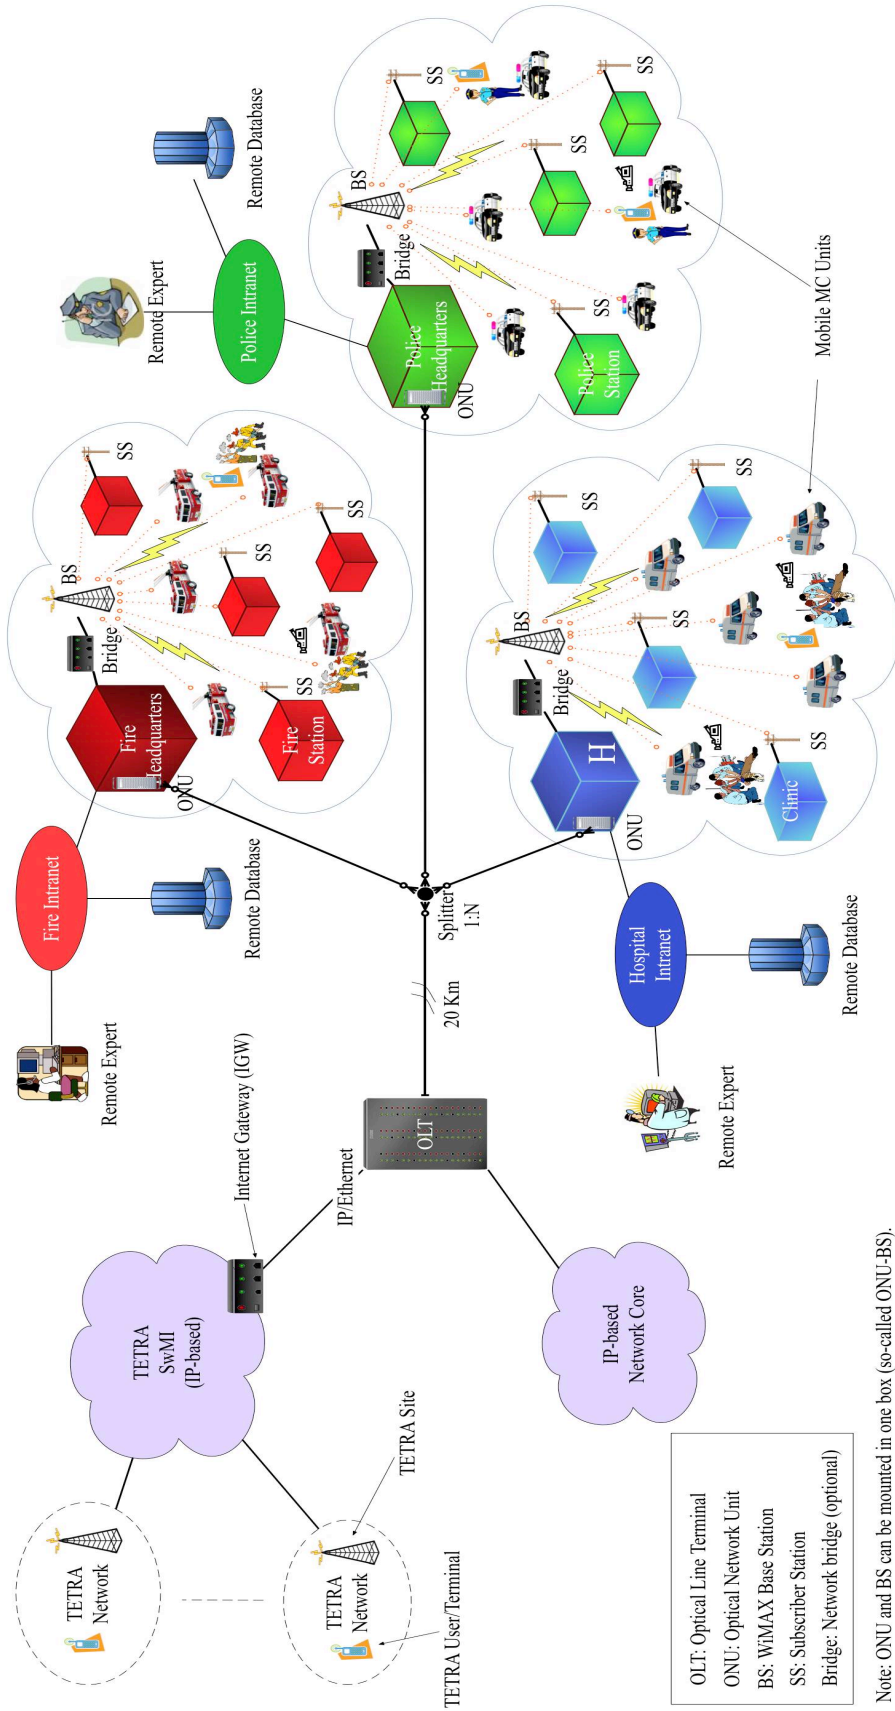 TETRA
Network
TETRA
Network
TETRA User/Terminal
TETRA Site
TETRA
SwMI
(IP-based)
Internet Gateway (IGW)
IP/Ethernet
OLT
IP-based
Network Core
20 Km
Splitter
1:N
Remote Expert
Fire Intranet
Remote Database
Fire
Headquarters
ONU
Bridge
BS
SS
SS
SS
SS
Fire
Station
Remote Expert
Police Intranet
Remote Database
Police
Headquarters
ONU
Bridge
BS
SS
SS
SS
SS
Police
Station
Remote Expert
Hospital
Intranet
Remote Database
H
ONU
Bridge
BS
SS
SS
SS
SS
Clinic
Mobile MC Units
OLT: Optical Line Terminal
ONU: Optical Network Unit
BS: WiMAX Base Station
SS: Subscriber Station
Bridge: Network bridge (optional)
Note: ONU and BS can be mounted in one box (so-called ONU-BS).